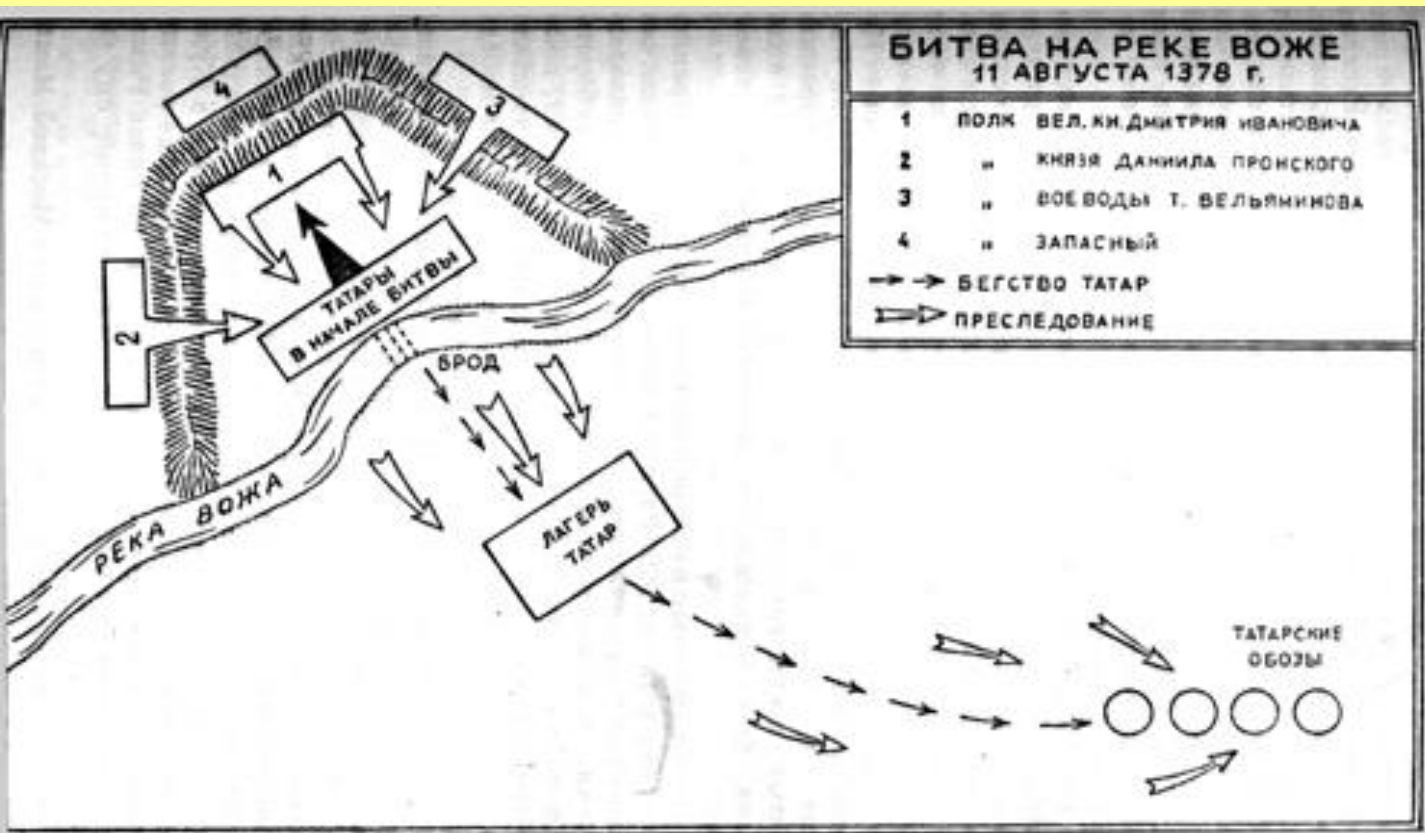 БИТВА НА РЕКЕ ВОЖЕ
11 АВГУСТА 1378 г.
1 ПОЛК ВЕЛ. КН. ДМИТРИЯ ИВАНОВИЧА
2 „ КНЯЗЯ ДАНИИЛА ПРОНСКОГО
3 „ ВОЕВОДЫ Т. ВЕЛЬЯМИНОВА
4 „ ЗАПАСНЫЙ
БЕГСТВО ТАТАР
ПРЕСЛЕДОВАНИЕ
4
3
1
2
ТАТАРЫ
В НАЧАЛЕ БИТВЫ
БРОД
РЕКА ВОЖА
ЛАГЕРЬ
ТАТАР
ТАТАРСКИЕ
ОБОЗЫ